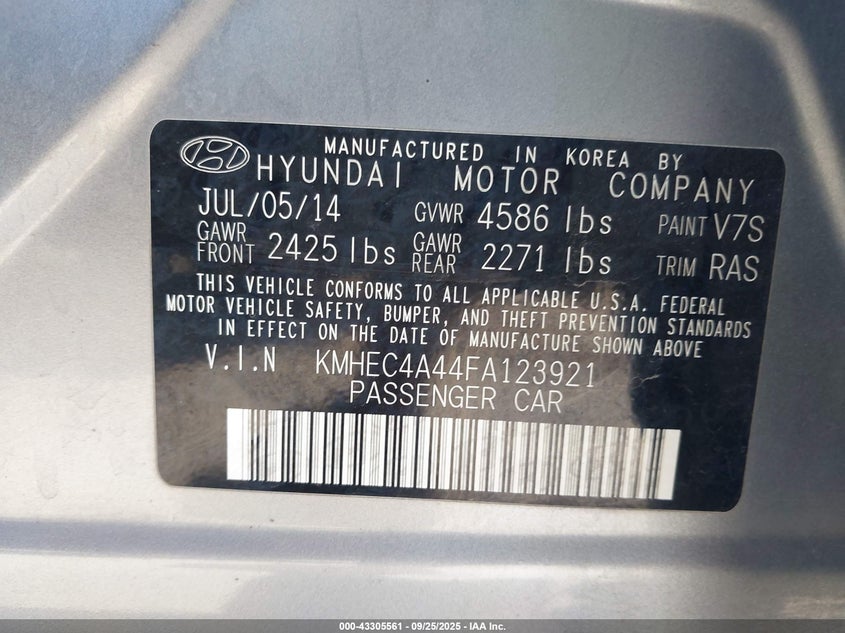 MANUFACTURED IN KOREA BY
HYUNDAI MOTOR COMPANY
JUL/05/14 GVWR 4586 lbs PAINT V7S
GAWR FRONT 2425 lbs GAWR REAR 2271 lbs TRIM RAS
THIS VEHICLE CONFORMS TO ALL APPLICABLE U.S.A. FEDERAL
MOTOR VEHICLE SAFETY, BUMPER, AND THEFT PREVENTION STANDARDS
IN EFFECT ON THE DATE OF MANUFACTURE SHOWN ABOVE
V.I.N KMHEC4A44FA123921
PASSENGER CAR
000-43305561 - 09/25/2025 - IAA Inc.